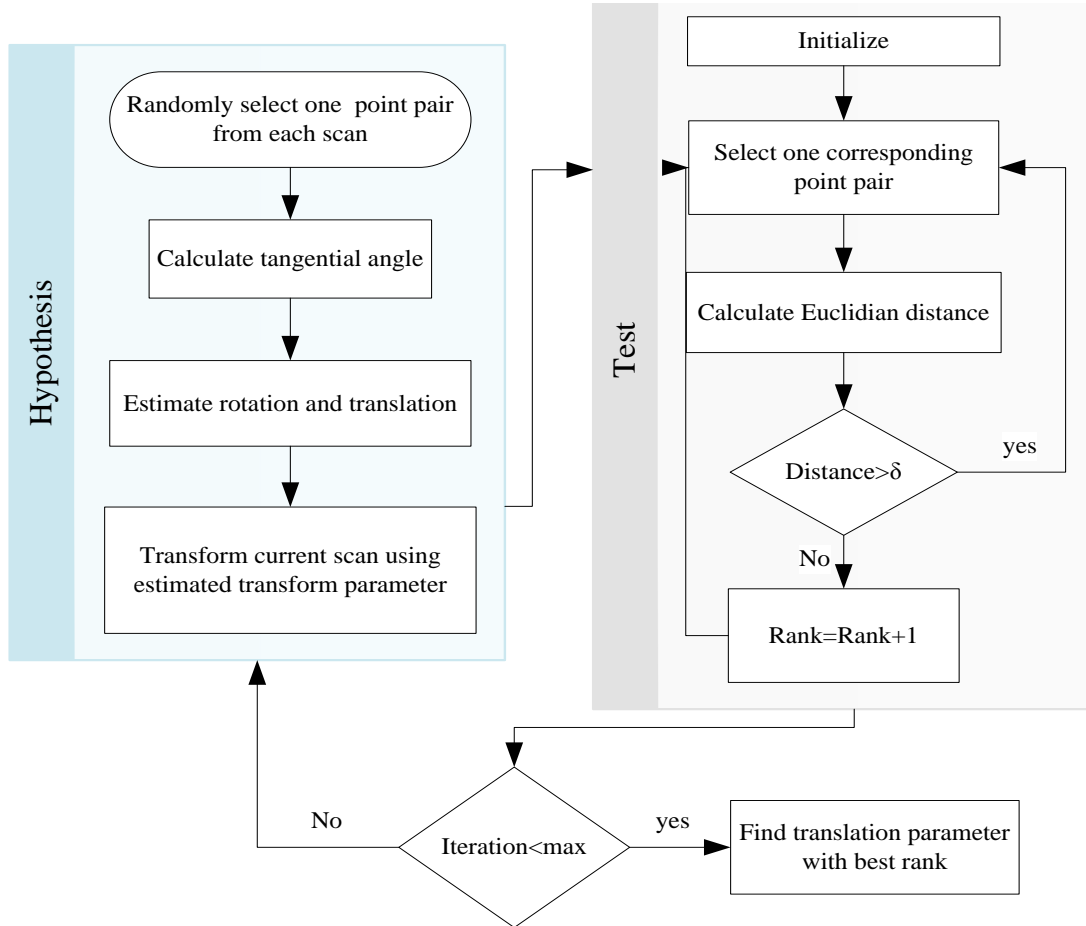 Hypothesis
Randomly select one point pair
from each scan
Calculate tangential angle
Estimate rotation and translation
Transform current scan using
estimated transform parameter
Test
Initialize
Select one corresponding
point pair
Calculate Euclidian distance
Distance>δ
yes
No
Rank=Rank+1
No
Iteration<max
yes
Find translation parameter
with best rank